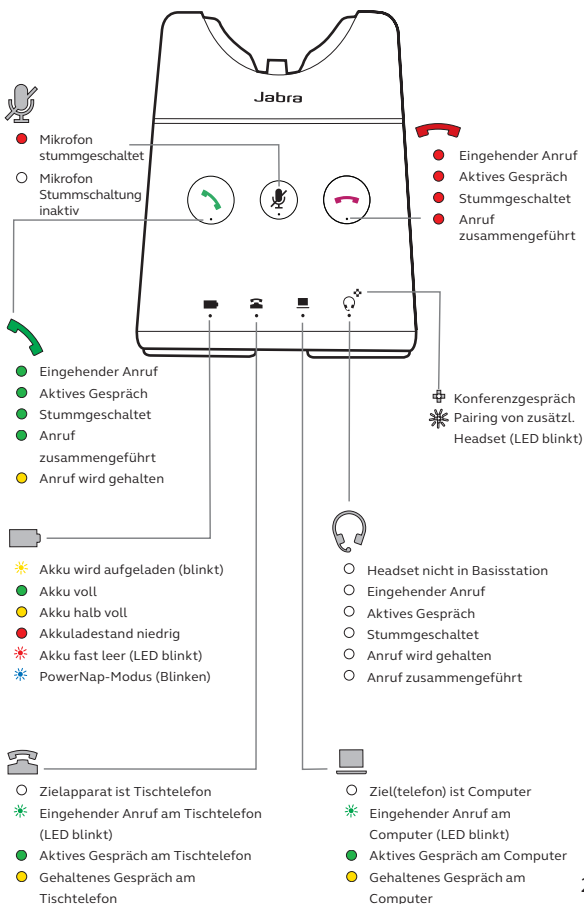 Jabra
Mikrofon
stummgeschaltet
Mikrofon
Stummschaltung
inaktiv
Eingehender Anruf
Aktives Gespräch
Stummgeschaltet
Anruf
zusammengeführt
Eingehender Anruf
Aktives Gespräch
Stummgeschaltet
Anruf
zusammengeführt
Anruf wird gehalten
Konferenzgespräch
Pairing von zusätzl.
Headset (LED blinkt)
Akku wird aufgeladen (blinkt)
Akku voll
Akku halb voll
Akkuladestand niedrig
Akku fast leer (LED blinkt)
PowerNap-Modus (Blinken)
Headset nicht in Basisstation
Eingehender Anruf
Aktives Gespräch
Stummgeschaltet
Anruf wird gehalten
Anruf zusammengeführt
Zielapparat ist Tischtelefon
Eingehender Anruf am Tischtelefon
(LED blinkt)
Aktives Gespräch am Tischtelefon
Gehaltenes Gespräch am
Tischtelefon
Ziel(telefon) ist Computer
Eingehender Anruf am
Computer (LED blinkt)
Aktives Gespräch am Computer
Gehaltenes Gespräch am
Computer